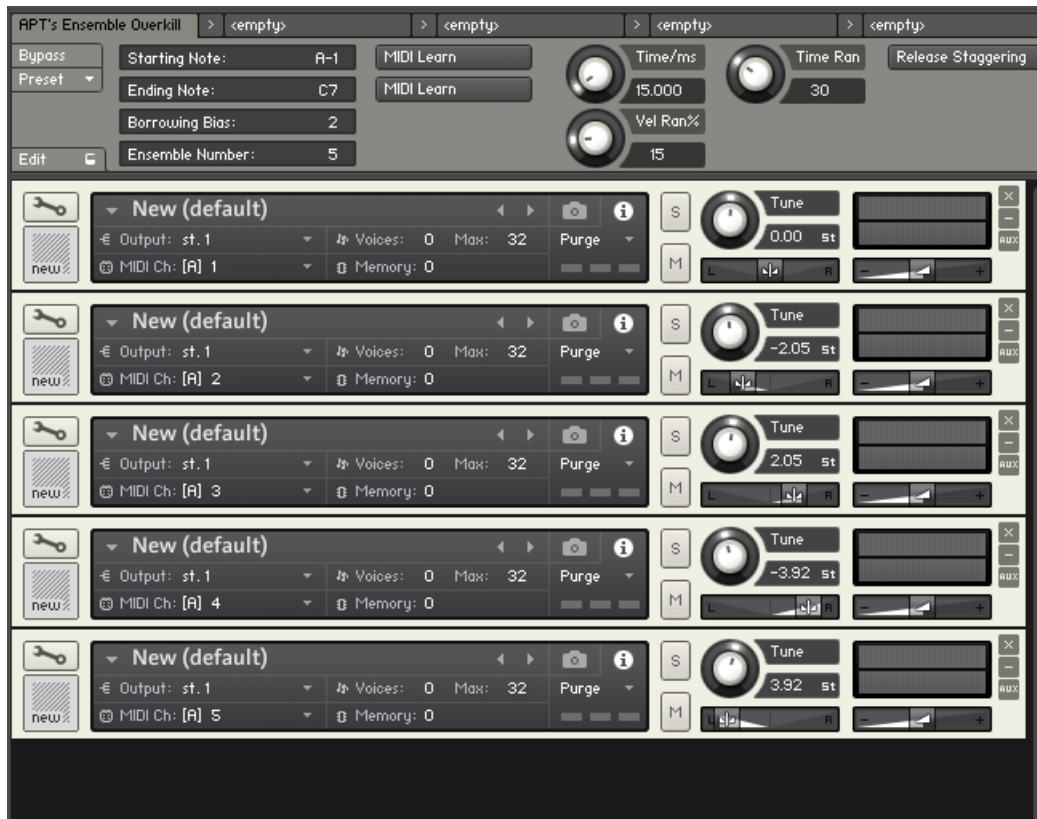 APT's Ensemble Overkill > <empty> > <empty> > <empty> > <empty>
Bypass Starting Note: A-1 MIDI Learn Time/ms Time Ran Release Staggering
Preset Ending Note: C7 MIDI Learn 15.000 30
Borrowing Bias: 2 Vel Ran%
Edit Ensemble Number: 5 15
New (default) i S Tune X
Output: st.1 Voices: 0 Max: 32 Purge 0.00 st -
new MIDI Ch: [A] 1 Memory: 0 M L R - + AUX
New (default) i S Tune X
Output: st.1 Voices: 0 Max: 32 Purge -2.05 st -
new MIDI Ch: [A] 2 Memory: 0 M L R - + AUX
New (default) i S Tune X
Output: st.1 Voices: 0 Max: 32 Purge 2.05 st -
new MIDI Ch: [A] 3 Memory: 0 M L R - + AUX
New (default) i S Tune X
Output: st.1 Voices: 0 Max: 32 Purge -3.92 st -
new MIDI Ch: [A] 4 Memory: 0 M L R - + AUX
New (default) i S Tune X
Output: st.1 Voices: 0 Max: 32 Purge 3.92 st -
new MIDI Ch: [A] 5 Memory: 0 M L R - + AUX